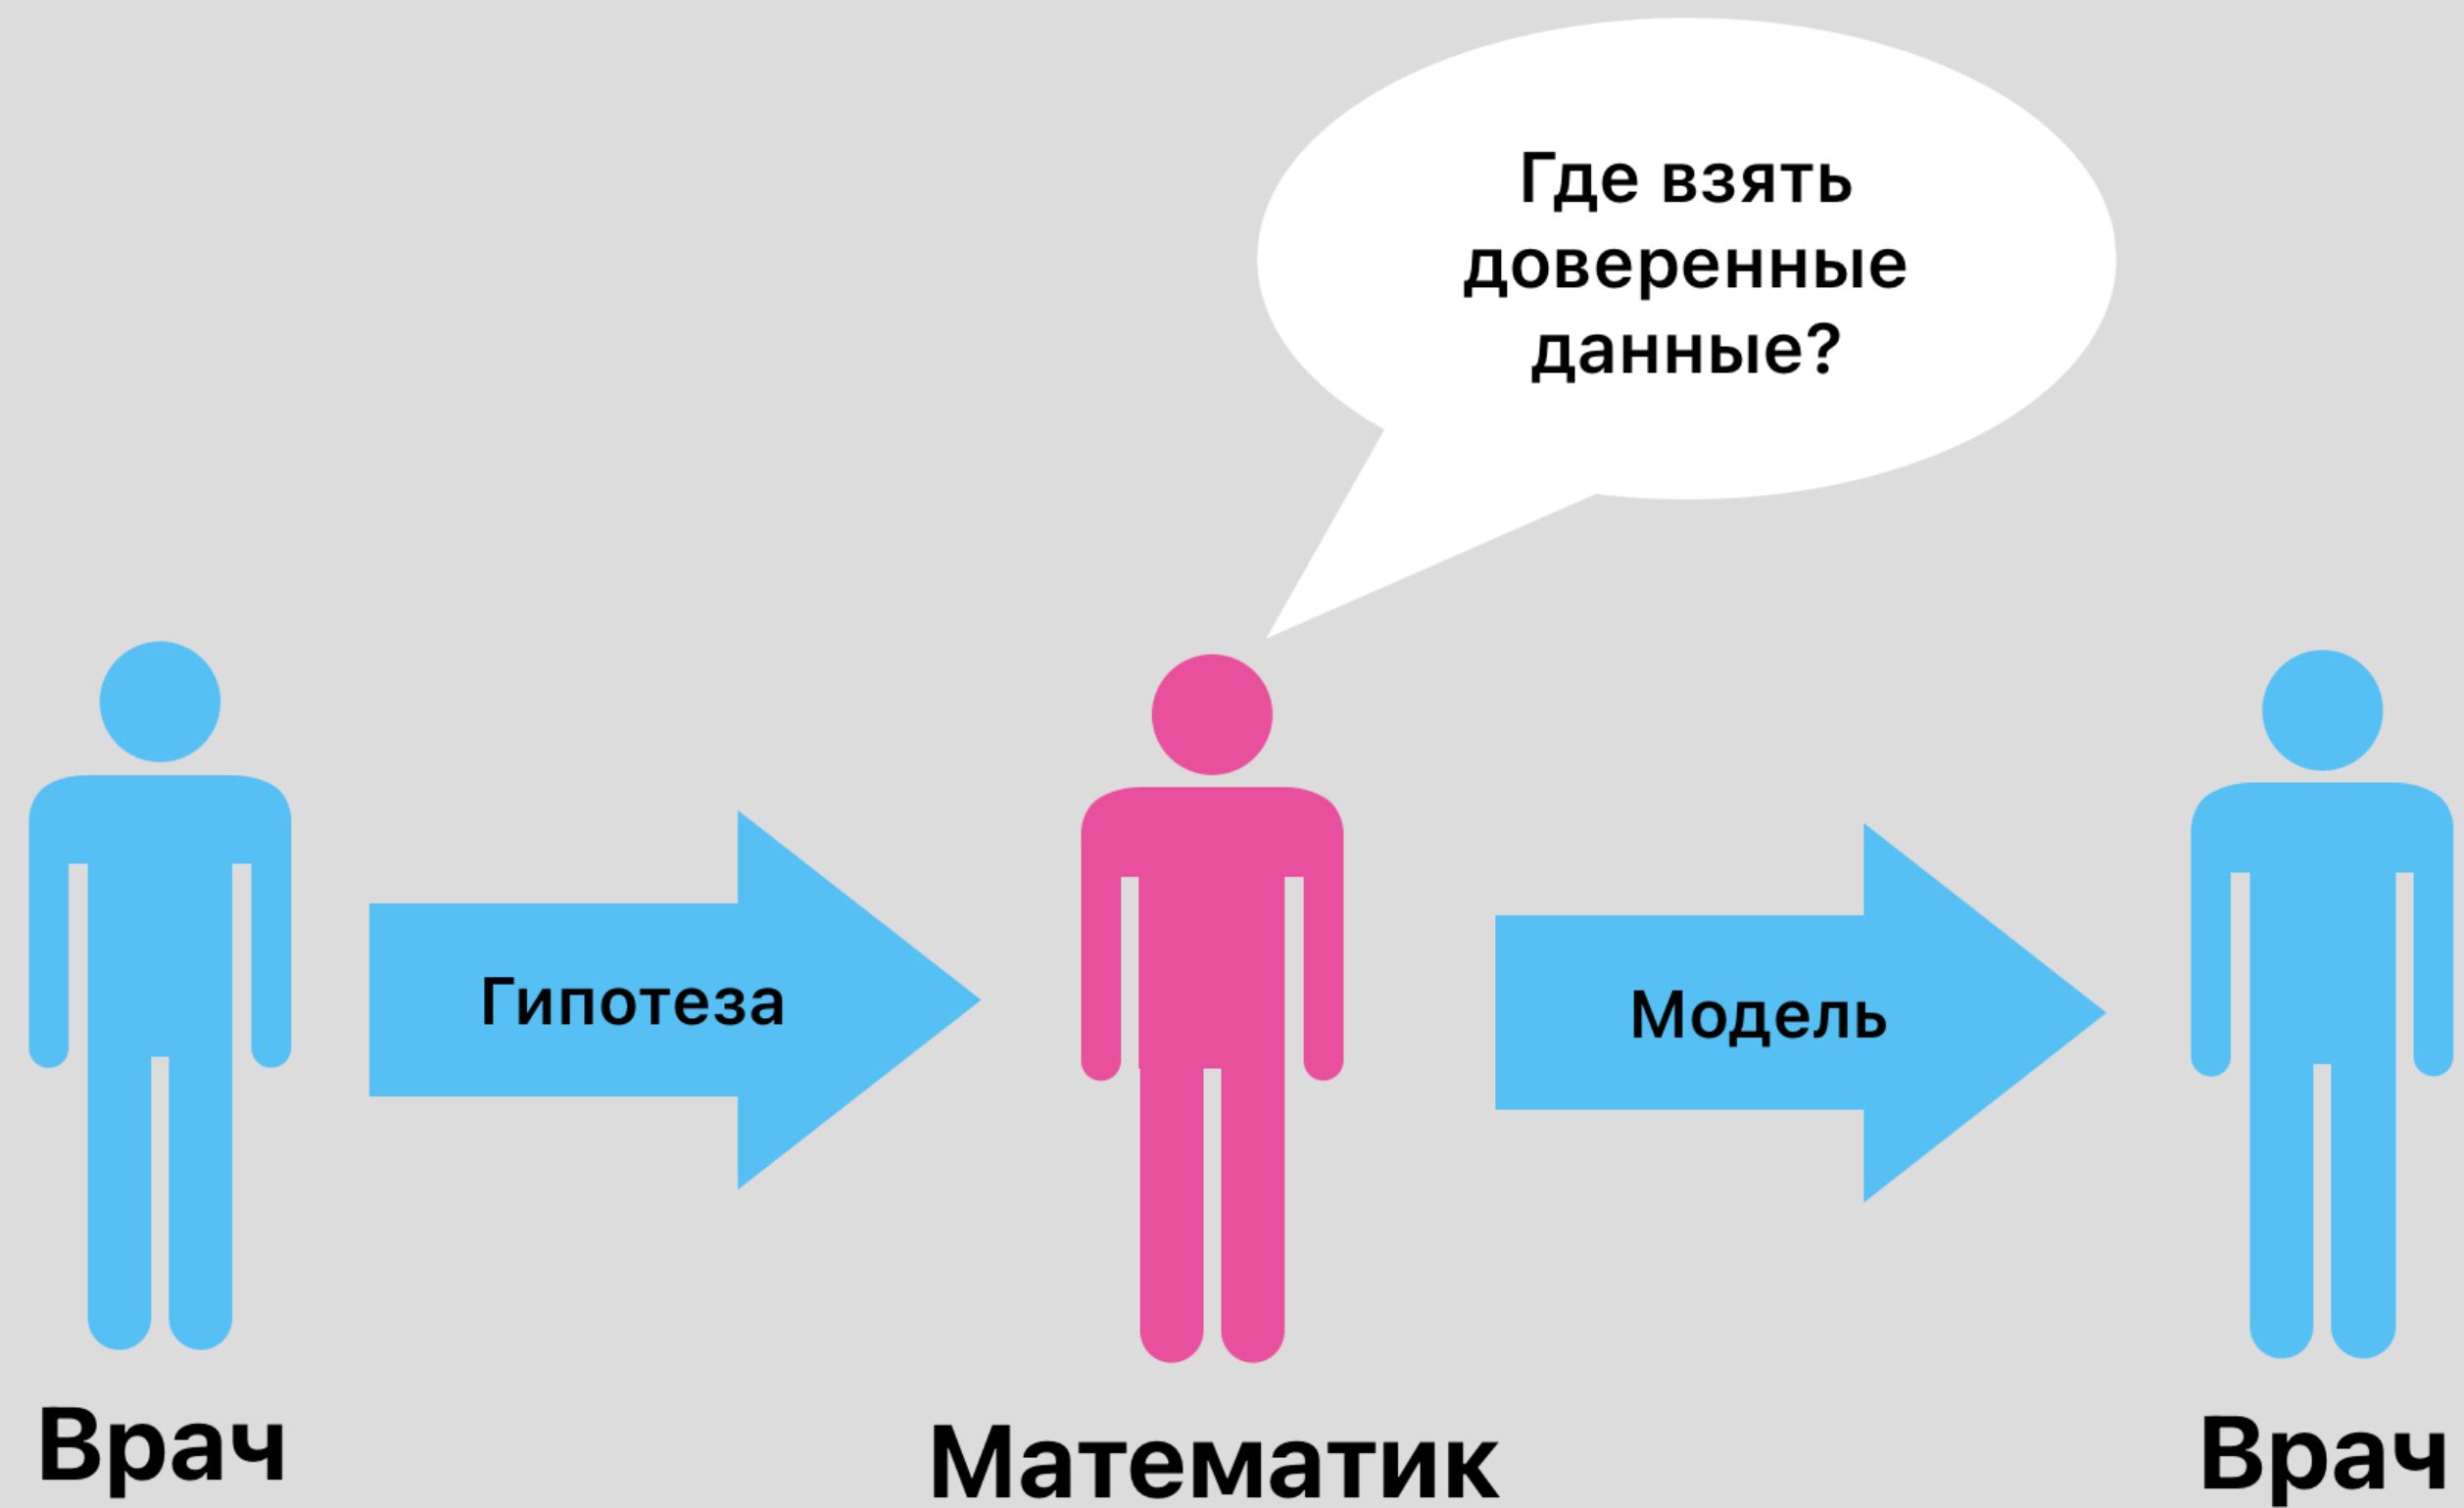 Где взять
доверенные
данные?
Гипотеза
Модель
Врач
Математик
Врач